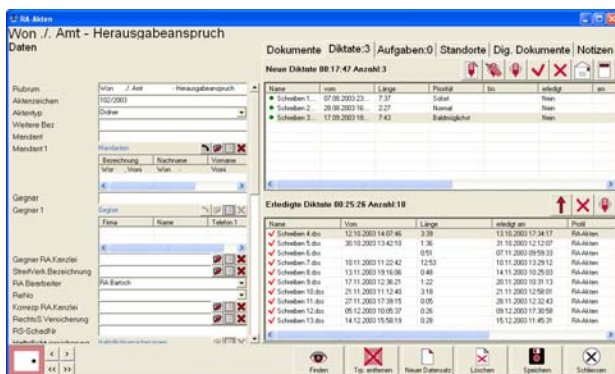 RA-Akten
Won ./. Amt - Herausgabeanspruch
Daten
Dokumente Diktate:3 Aufgaben:0 Standorte Dig. Dokumente Notizen
Neue Diktate 00:17:47 Anzahl:3
Name vom Länge Priorität bis erledigt am
Schreiben 1... 07.08.2003 23... 7:37 Sofort Nein
Schreiben 2... 28.08.2003 16... 2:27 Normal Nein
Schreiben 3... 17.09.2003 18... 7:43 Baldmöglichst Nein
Rubrum Won ./. Amt - Herausgabeanspruch
Aktenzeichen 102/2003
Aktentyp Ordner
Weitere Bez
Mandant
Mandant 1 Mandanten
Bezeichnung Nachname Vorname
Gegner
Gegner 1 Gegner
Firma Name Telefon 1
Gegner RA.Kanzlei
StreitVerk.Bezeichnung
RA Bearbeiter RA Bartsch
ReNo
Korresp RA.Kanzlei
RechtsS.Versicherung
RS-SchedNr
Erledigte Diktate 00:25:26 Anzahl:10
Name Vom Länge erledigt am Profil
Schreiben 4.dss 12.10.2003 14:07:46 3:39 13.10.2003 17:34:17 RA-Akten
Schreiben 5.dss 30.10.2003 13:42:10 1:36 31.10.2003 12:12:07 RA-Akten
Schreiben 6.dss 0:51 07.11.2003 09:59:33 RA-Akten
Schreiben 7.dss 10.11.2003 11:22:42 12:53 10.11.2003 13:29:12 RA-Akten
Schreiben 8.dss 13.11.2003 19:16:06 0:48 14.11.2003 10:25:03 RA-Akten
Schreiben 9.dss 17.11.2003 12:36:21 1:22 20.11.2003 10:31:13 RA-Akten
Schreiben 10.dss 21.11.2003 11:12:40 3:18 21.11.2003 12:58:01 RA-Akten
Schreiben 11.dss 27.11.2003 17:39:15 0:05 28.11.2003 12:32:43 RA-Akten
Schreiben 12.dss 05.12.2003 10:05:37 0:26 09.12.2003 17:30:58 RA-Akten
Schreiben 13.dss 14.12.2003 15:58:19 0:28 15.12.2003 11:45:31 RA-Akten
Finden Trp. entfernen Neuer Datensatz Löschen Speichern Schliessen